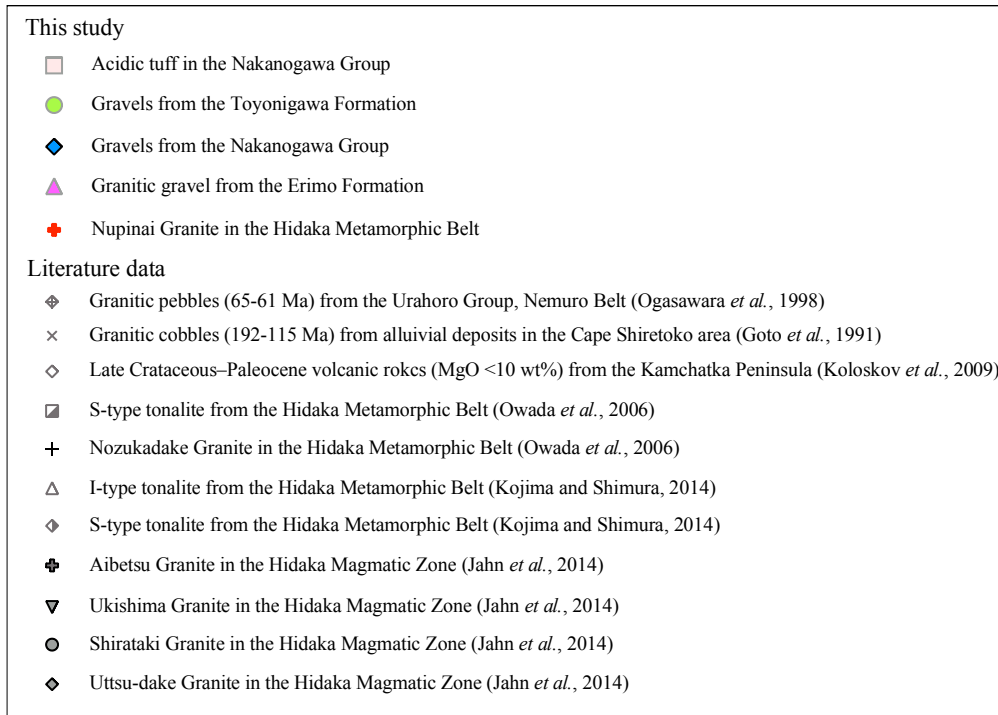 This study
Acidic tuff in the Nakanogawa Group
Gravels from the Toyonigawa Formation
Gravels from the Nakanogawa Group
Granitic gravel from the Erimo Formation
Nupinai Granite in the Hidaka Metamorphic Belt
Literature data
Granitic pebbles (65-61 Ma) from the Urahoro Group, Nemuro Belt (Ogasawara et al., 1998)
Granitic cobbles (192-115 Ma) from alluvial deposits in the Cape Shiretoko area (Goto et al., 1991)
Late Crataceous–Paleocene volcanic rokcs (MgO <10 wt%) from the Kamchatka Peninsula (Koloskov et al., 2009)
S-type tonalite from the Hidaka Metamorphic Belt (Owada et al., 2006)
Nozukadake Granite in the Hidaka Metamorphic Belt (Owada et al., 2006)
I-type tonalite from the Hidaka Metamorphic Belt (Kojima and Shimura, 2014)
S-type tonalite from the Hidaka Metamorphic Belt (Kojima and Shimura, 2014)
Aibetsu Granite in the Hidaka Magmatic Zone (Jahn et al., 2014)
Ukishima Granite in the Hidaka Magmatic Zone (Jahn et al., 2014)
Shirataki Granite in the Hidaka Magmatic Zone (Jahn et al., 2014)
Uttsu-dake Granite in the Hidaka Magmatic Zone (Jahn et al., 2014)